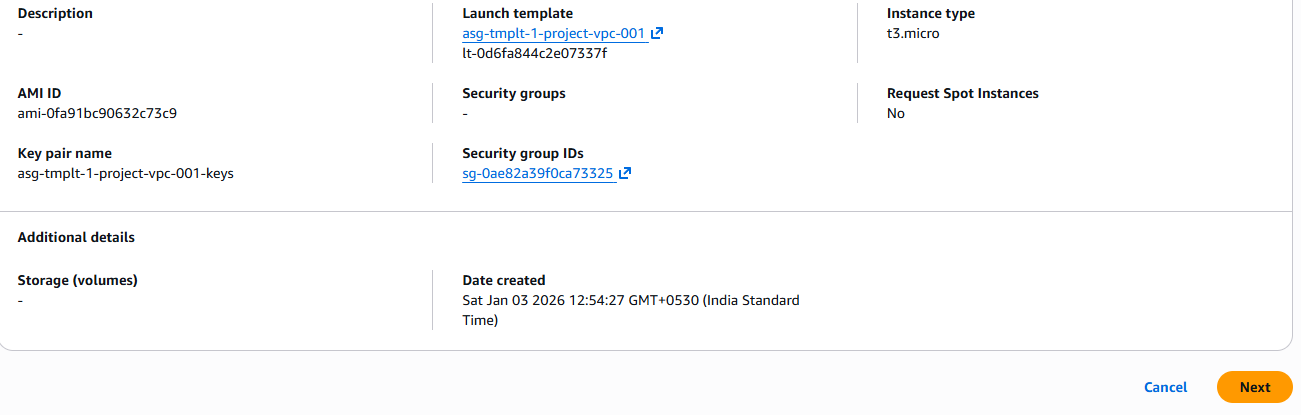 Description
-
Launch template
asg-tmplt-1-project-vpc-001
lt-0d6fa844c2e07337f
Instance type
t3.micro
AMI ID
ami-0fa91bc90632c73c9
Security groups
-
Request Spot Instances
No
Key pair name
asg-tmplt-1-project-vpc-001-keys
Security group IDs
sg-0ae82a39f0ca73325
Additional details
Storage (volumes)
-
Date created
Sat Jan 03 2026 12:54:27 GMT+0530 (India Standard
Time)
Cancel
Next